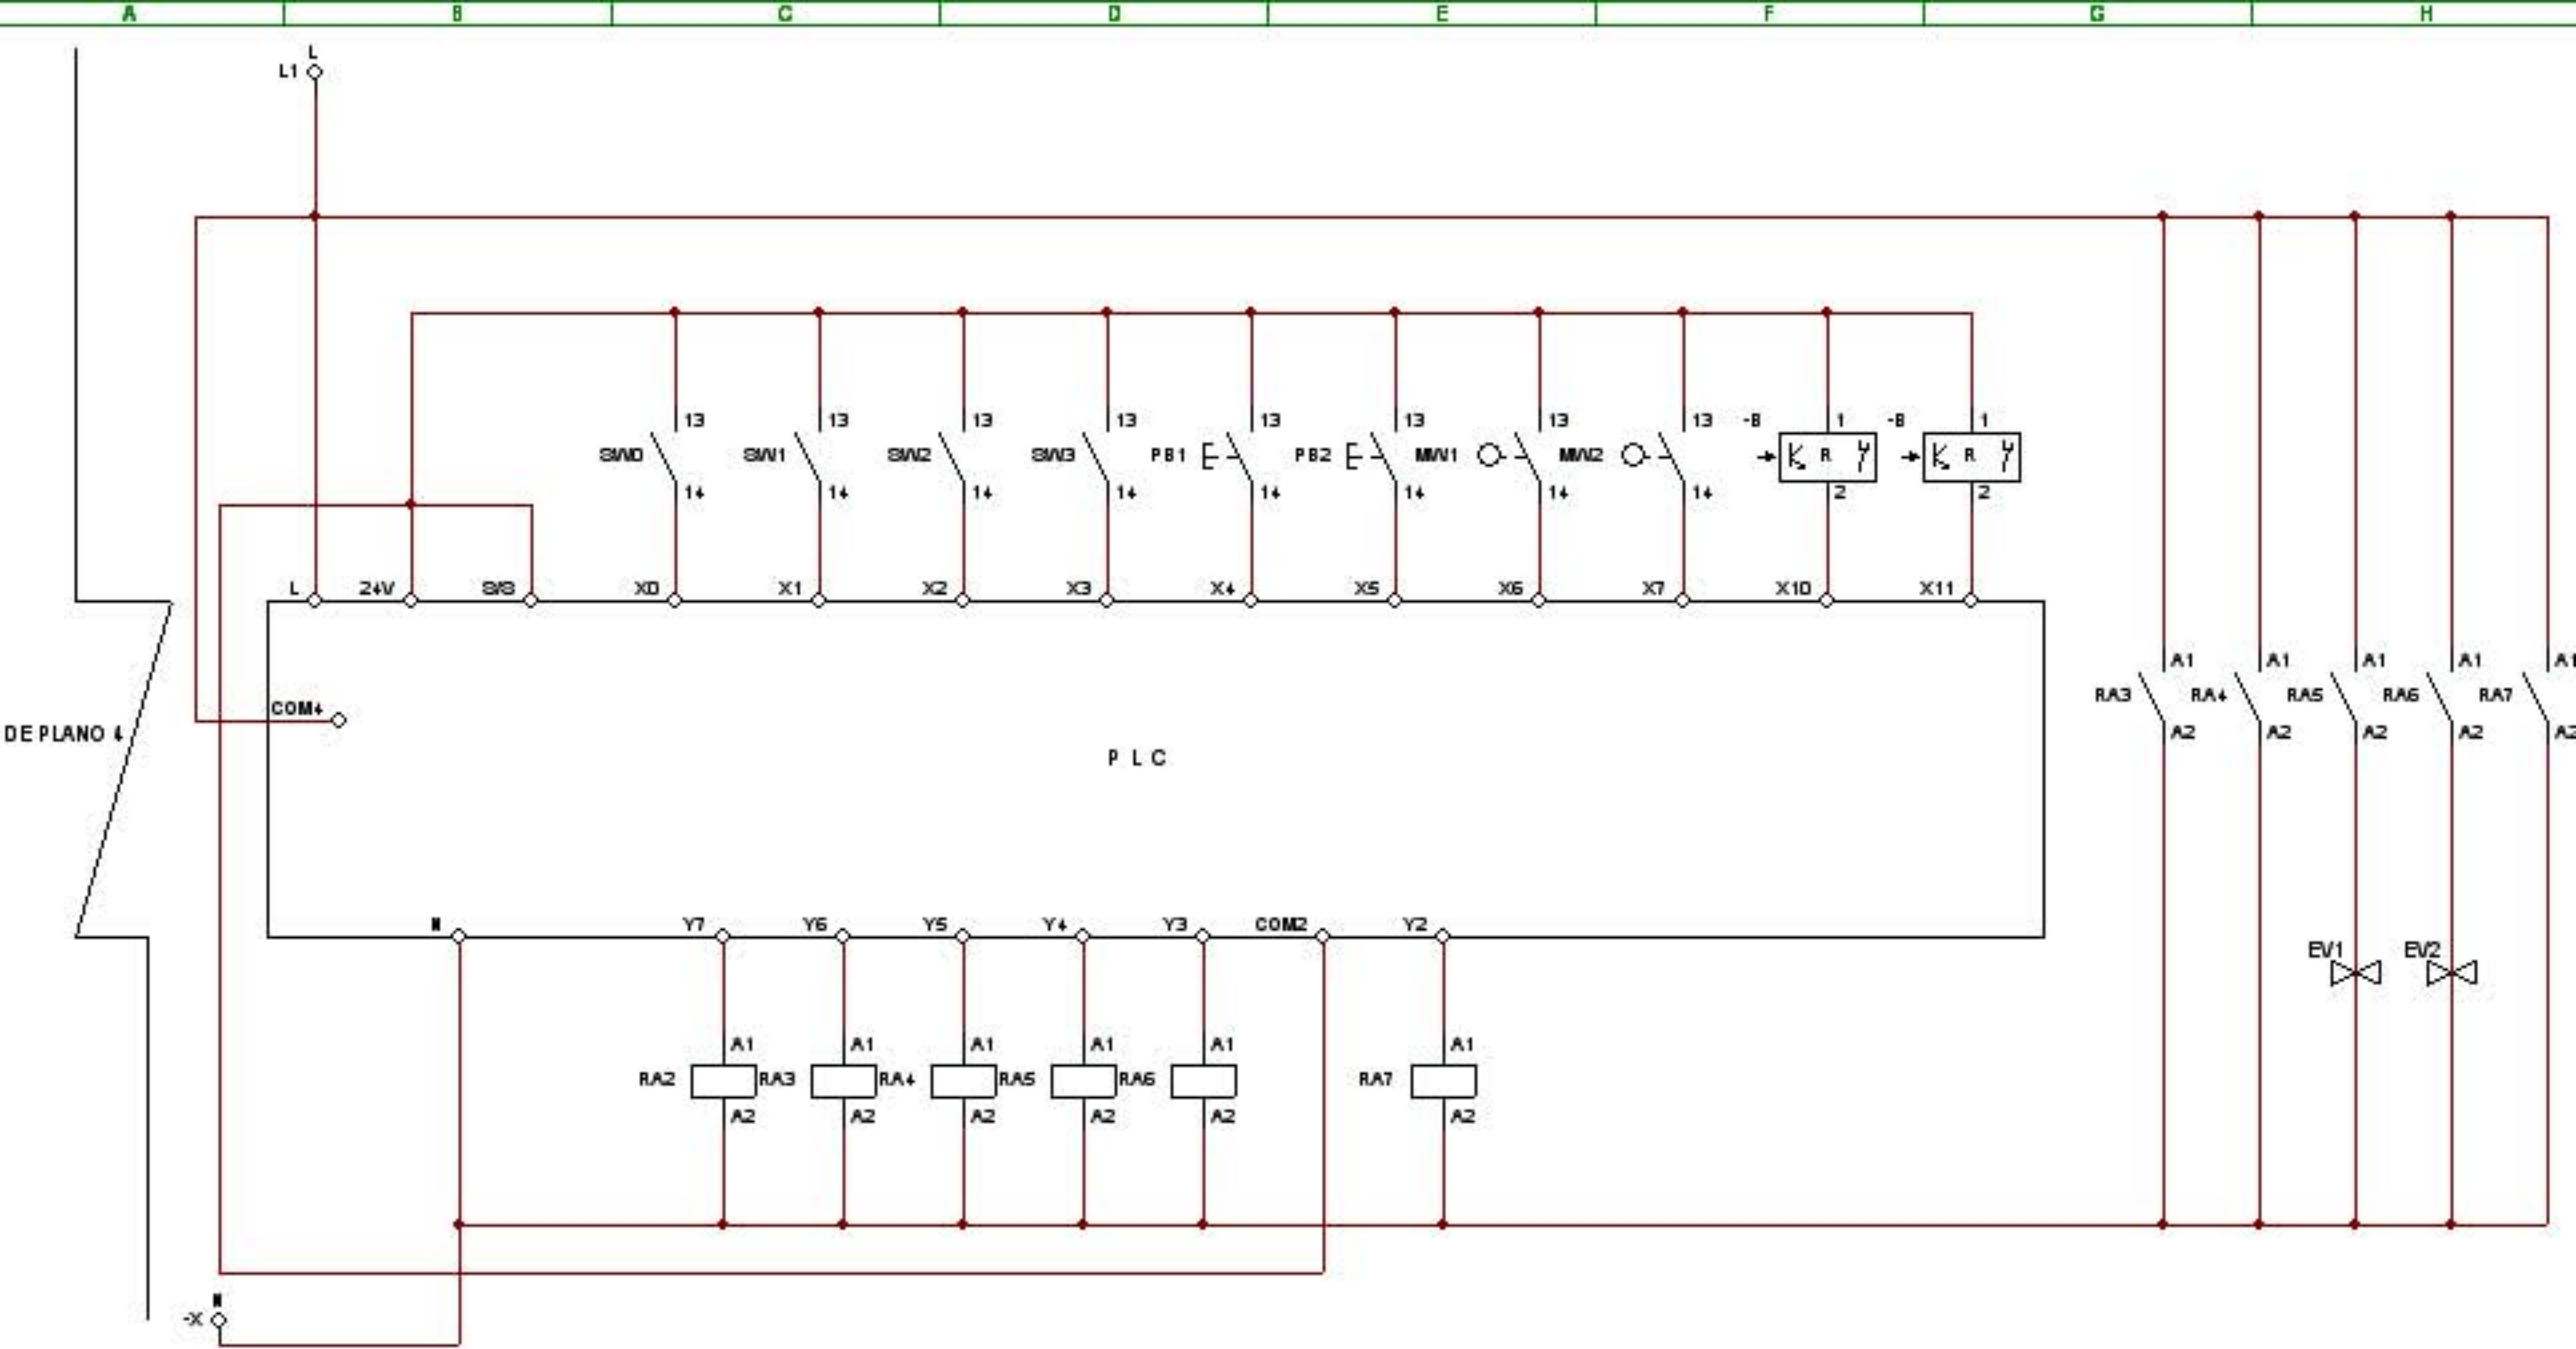 A B C D E F G H
L
L1
13 13 13 13 13 13 13 13 -B 1 -B 1
SW0 SW1 SW2 SW3 PB1 PB2 MW1 MW2 R R
14 14 14 14 14 14 14 14 2 2
L 24V S/S X0 X1 X2 X3 X4 X5 X6 X7 X10 X11
A1 A1 A1 A1 A1
RA3 RA4 RA5 RA6 RA7
COM4
DE PLANO 4
A2 A2 A2 A2 A2
PLC
N Y7 Y6 Y5 Y4 Y3 COM2 Y2
EV1 EV2
A1 A1 A1 A1 A1 A1
RA2 RA3 RA4 RA5 RA6 RA7
A2 A2 A2 A2 A2 A2
N
-X